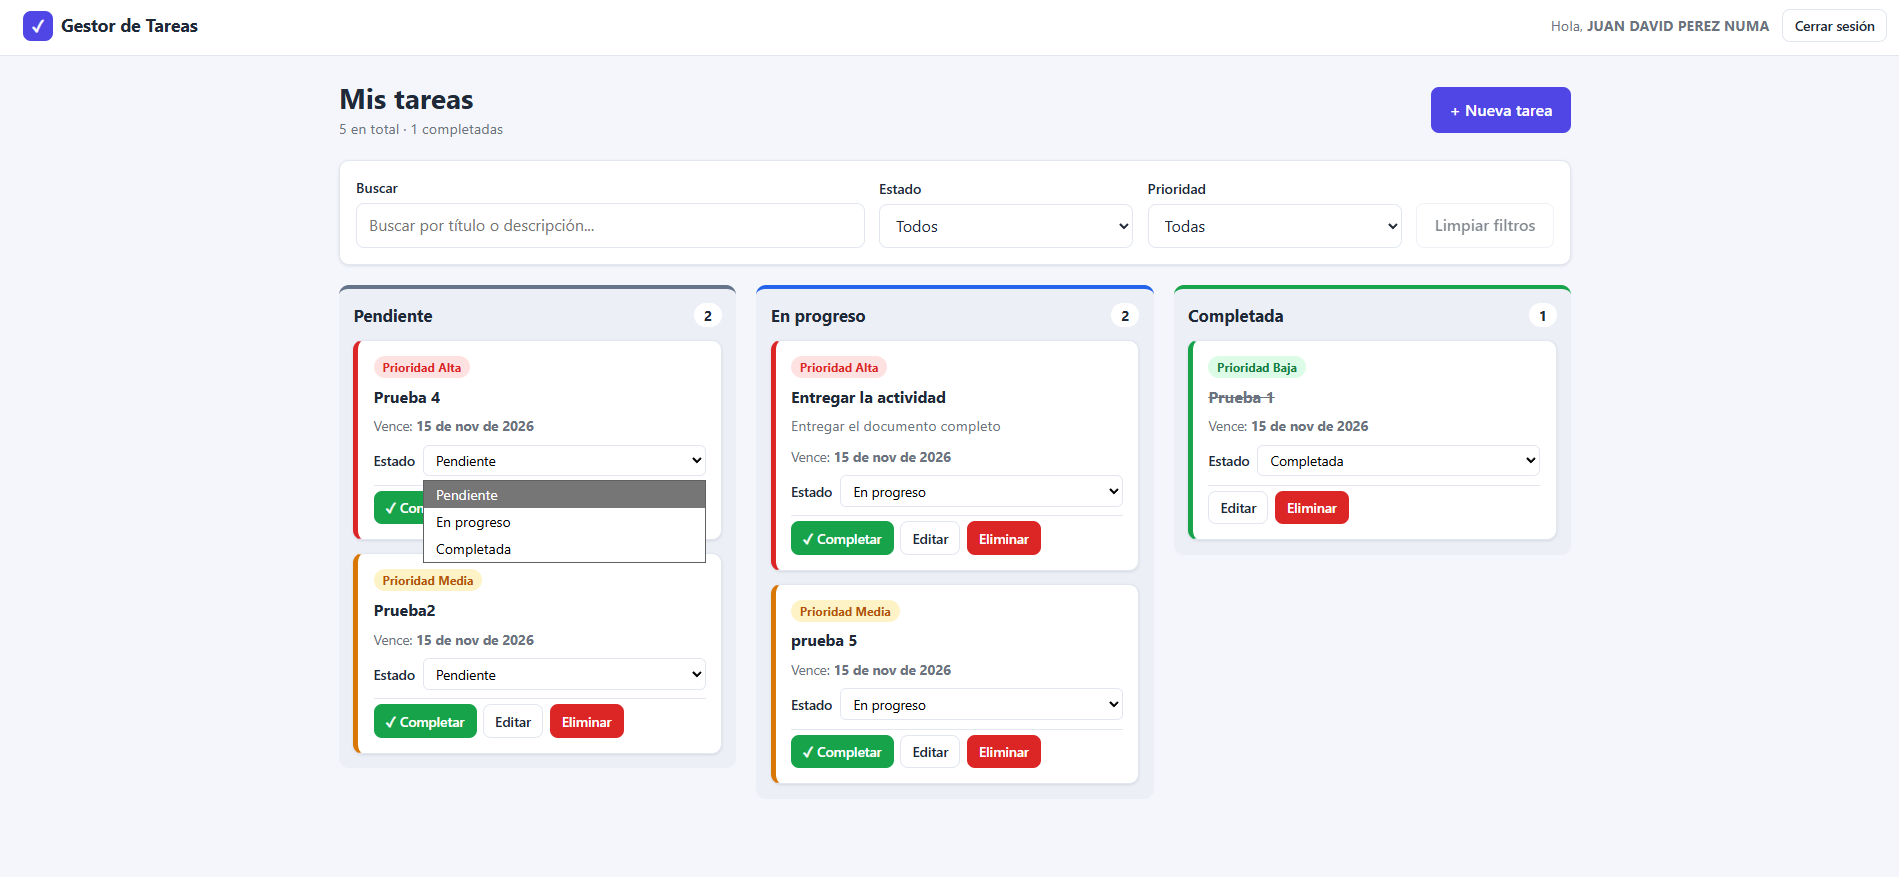 ✓ Gestor de Tareas
Hola, JUAN DAVID PEREZ NUMA
Cerrar sesión
Mis tareas
5 en total · 1 completadas
+ Nueva tarea
Buscar
Buscar por título o descripción...
Estado
Todos
Prioridad
Todas
Limpiar filtros
Pendiente
2
Prioridad Alta
Prueba 4
Vence: 15 de nov de 2026
Estado
Pendiente
Pendiente
En progreso
Completada
✓ Con
Prioridad Media
Prueba2
Vence: 15 de nov de 2026
Estado
Pendiente
✓ Completar
Editar
Eliminar
En progreso
2
Prioridad Alta
Entregar la actividad
Entregar el documento completo
Vence: 15 de nov de 2026
Estado
En progreso
✓ Completar
Editar
Eliminar
Prioridad Media
prueba 5
Vence: 15 de nov de 2026
Estado
En progreso
✓ Completar
Editar
Eliminar
Completada
1
Prioridad Baja
Prueba 1
Vence: 15 de nov de 2026
Estado
Completada
Editar
Eliminar